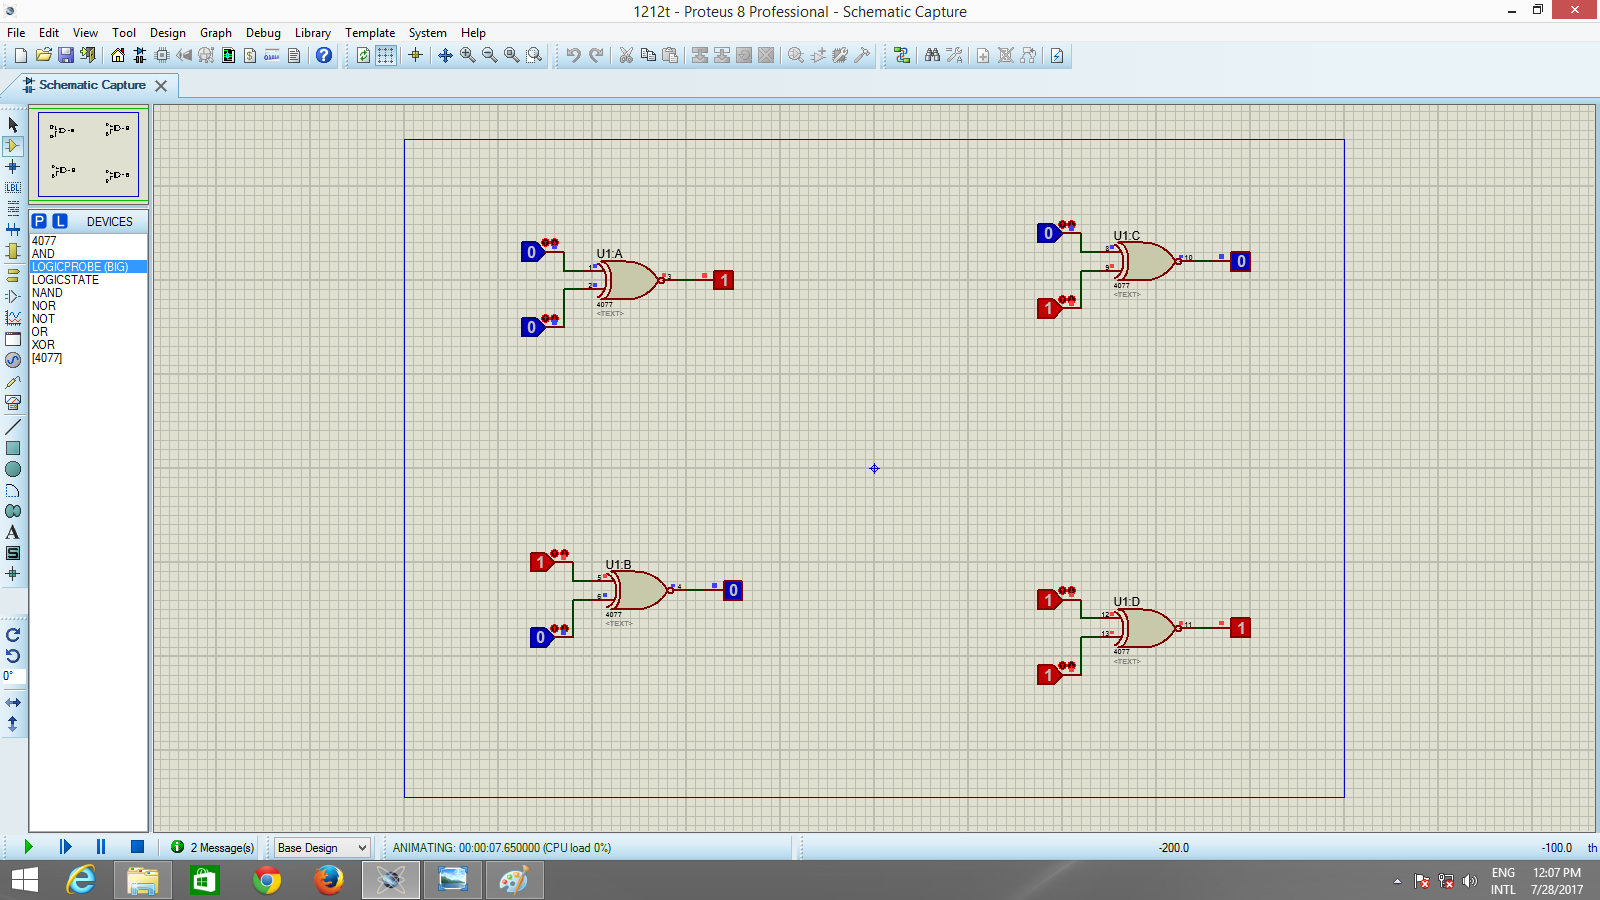 1212t - Proteus 8 Professional - Schematic Capture
File Edit View Tool Design Graph Debug Library Template System Help
Schematic Capture
P L DEVICES
4077
AND
LOGICPROBE (BIG)
LOGICSTATE
NAND
NOR
NOT
OR
XOR
[4077]
LBL
A
S
0°
0
0
U1:A
1
2
3
4077
<TEXT>
1
0
1
U1:C
8
9
10
4077
<TEXT>
0
1
0
U1:B
5
6
4
4077
<TEXT>
0
1
1
U1:D
12
13
11
4077
<TEXT>
1
2 Message(s)
Base Design
ANIMATING: 00:00:07.650000 (CPU load 0%)
-200.0
-100.0
th
ENG
INTL
12:07 PM
7/28/2017